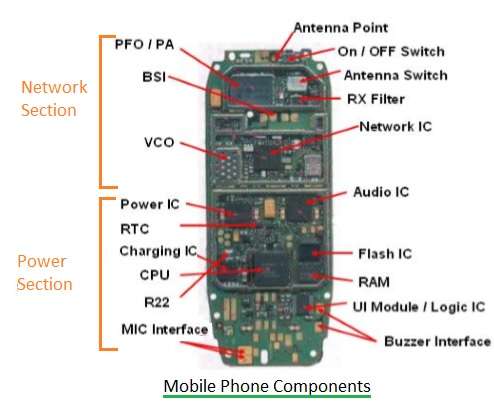 Antenna Point
PFO / PA
On / OFF Switch
BSI
Antenna Switch
Network
Section
RX Filter
Network IC
VCO
Audio IC
Power IC
RTC
Charging IC
Flash IC
Power
Section
CPU
RAM
R22
UI Module / Logic IC
MIC Interface
Buzzer Interface
Mobile Phone Components